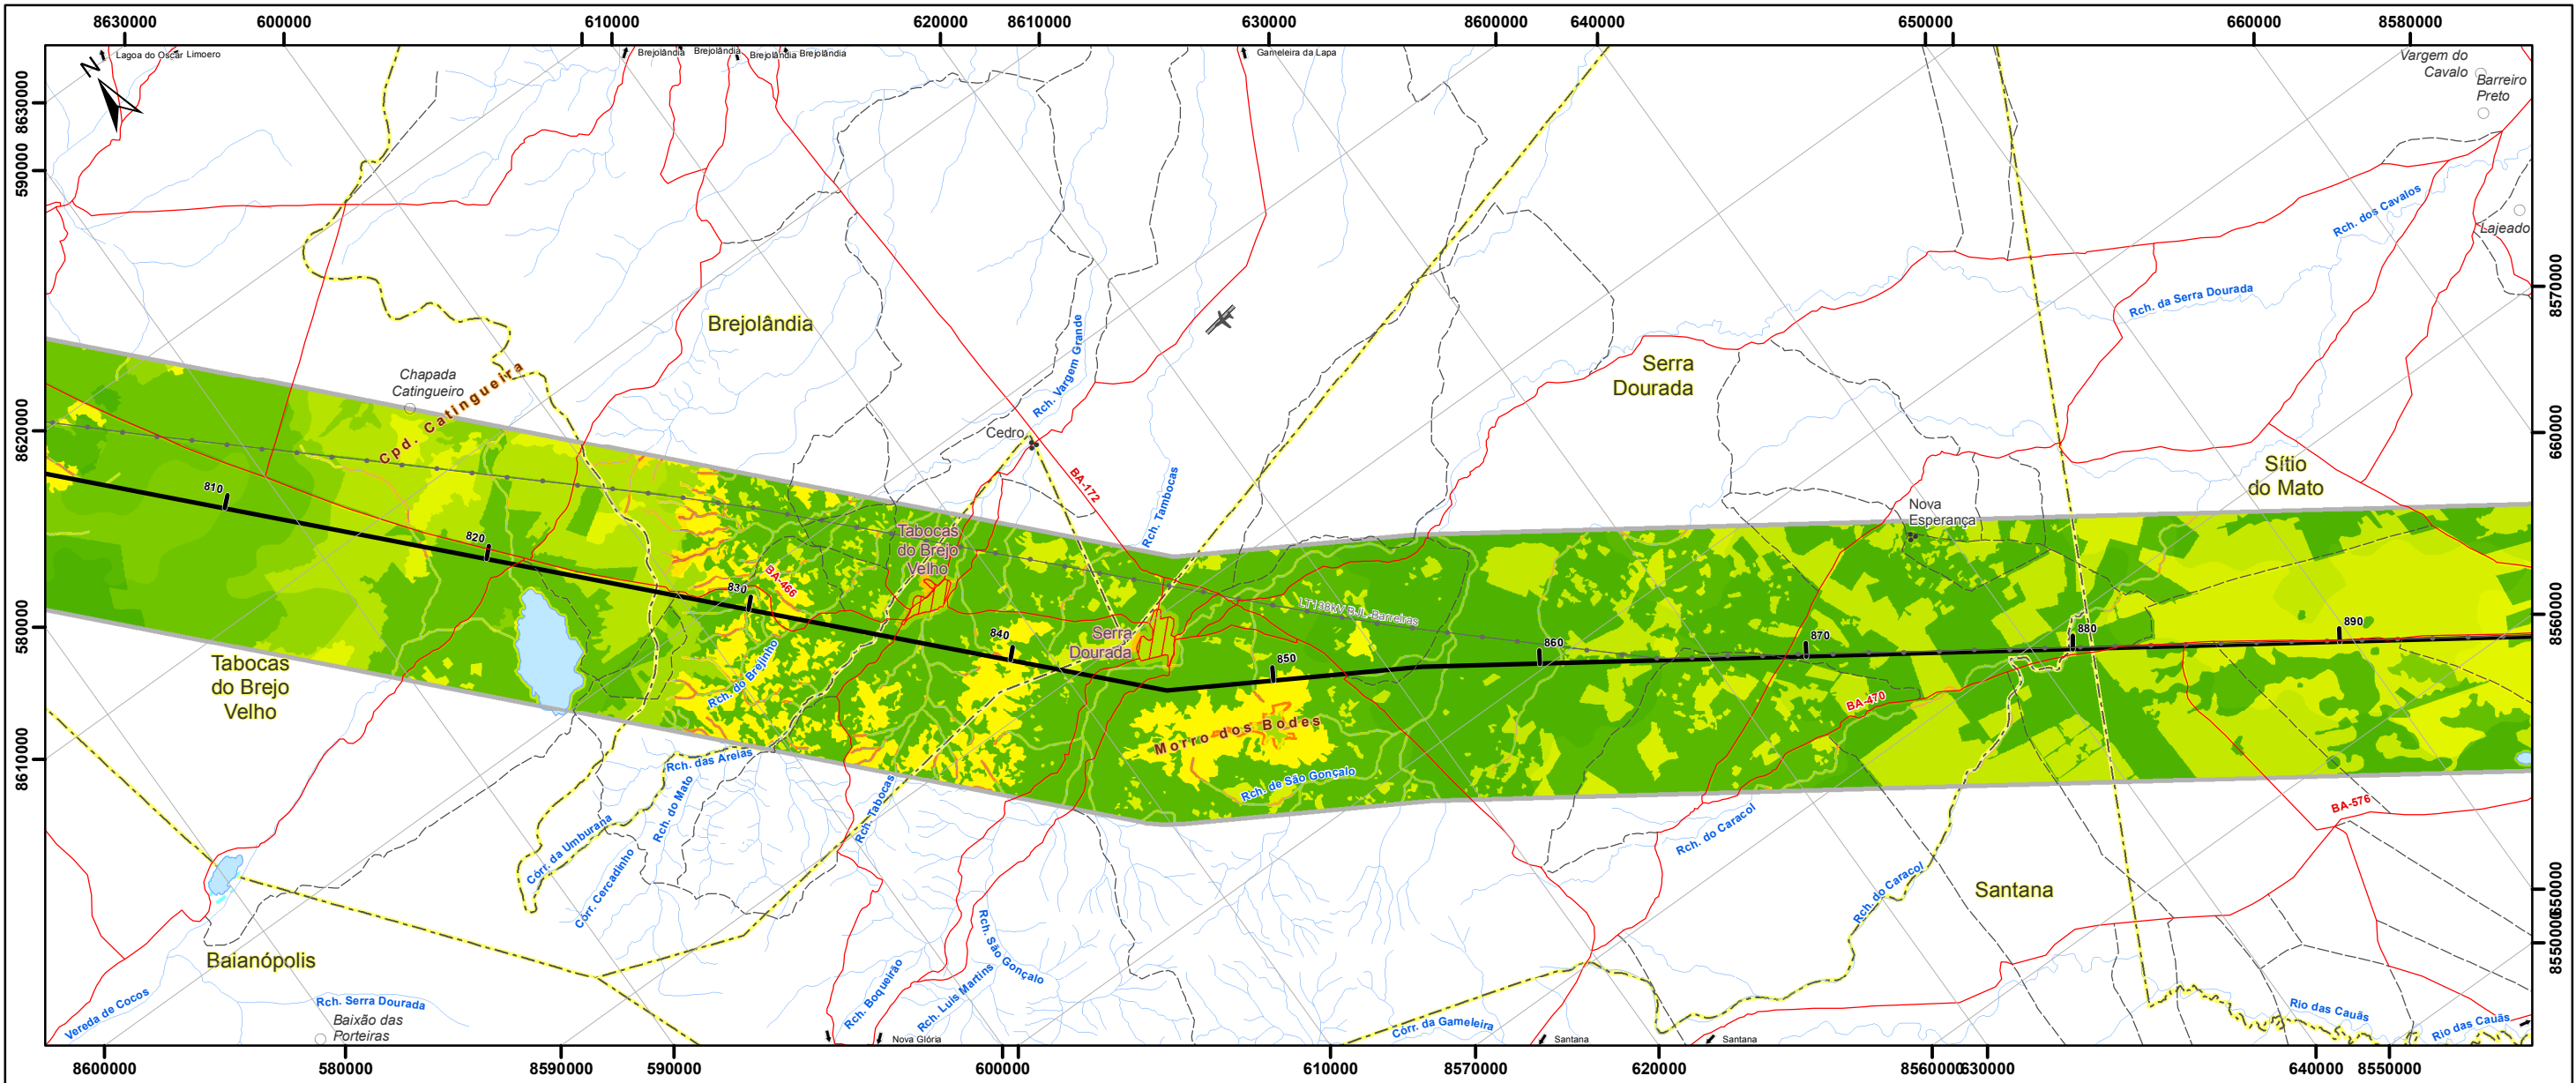 8630000 600000 610000 620000 8610000 630000 8600000 640000 650000 660000 8580000
Lagoa do Oscar Limoeiro
Brejolândia Brejolândia Brejolândia Brejolândia
Gameleira da Lapa
Vargem do
Cavalo
Barreiro
Preto
N
8630000
590000
8620000
580000
8610000
Rch. dos Cavalos
Lajeado
8570000
660000
8560000
650000
8550000
Rch. da Serra Dourada
Brejolândia
Rch. Vargem Grande
Serra
Dourada
Chapada
Catingueiro
Cpd. Catingueira
Cedro
BA-172
Rch. Tambocas
Sítio
do Mato
Nova
Esperança
810
820
830
840
850
860
870
880
890
BA-466
Tabocas
do Brejo
Velho
LT 138kV BJL-Barreiras
Serra
Dourada
Rch. do Brejinho
Tabocas
do Brejo
Velho
BA-470
Morro dos Bodes
Rch. de São Gonçalo
Rch. das Areias
Rch. do Mato
Rch. Tabocas
BA-576
Rch. do Caracol
Córr. da Umburana
Córr. Cercadinho
Rch. do Caracol
Santana
Baianópolis
Rch. São Gonçalo
Rch. Boqueirão
Rch. Luis Martins
Vereda de Cocos
Rch. Serra Dourada
Baixão das
Porteiras
Nova Glória
Córr. da Gameleira
Santana
Santana
Rio das Cauãs
Rio das Cauãs
8600000 580000 8590000 590000 600000 610000 8570000 620000 8560000 630000 640000 8550000